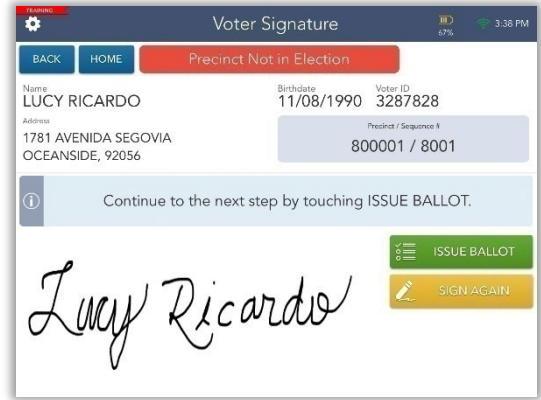 TRAINING
Voter Signature
67%
3:38 PM
BACK
HOME
Precinct Not in Election
Name
LUCY RICARDO
Birthdate
11/08/1990
Voter ID
3287828
Address
1781 AVENIDA SEGOVIA
OCEANSIDE, 92056
Precinct / Sequence #
800001 / 8001
Continue to the next step by touching ISSUE BALLOT.
ISSUE BALLOT
SIGN AGAIN
Lucy Ricardo